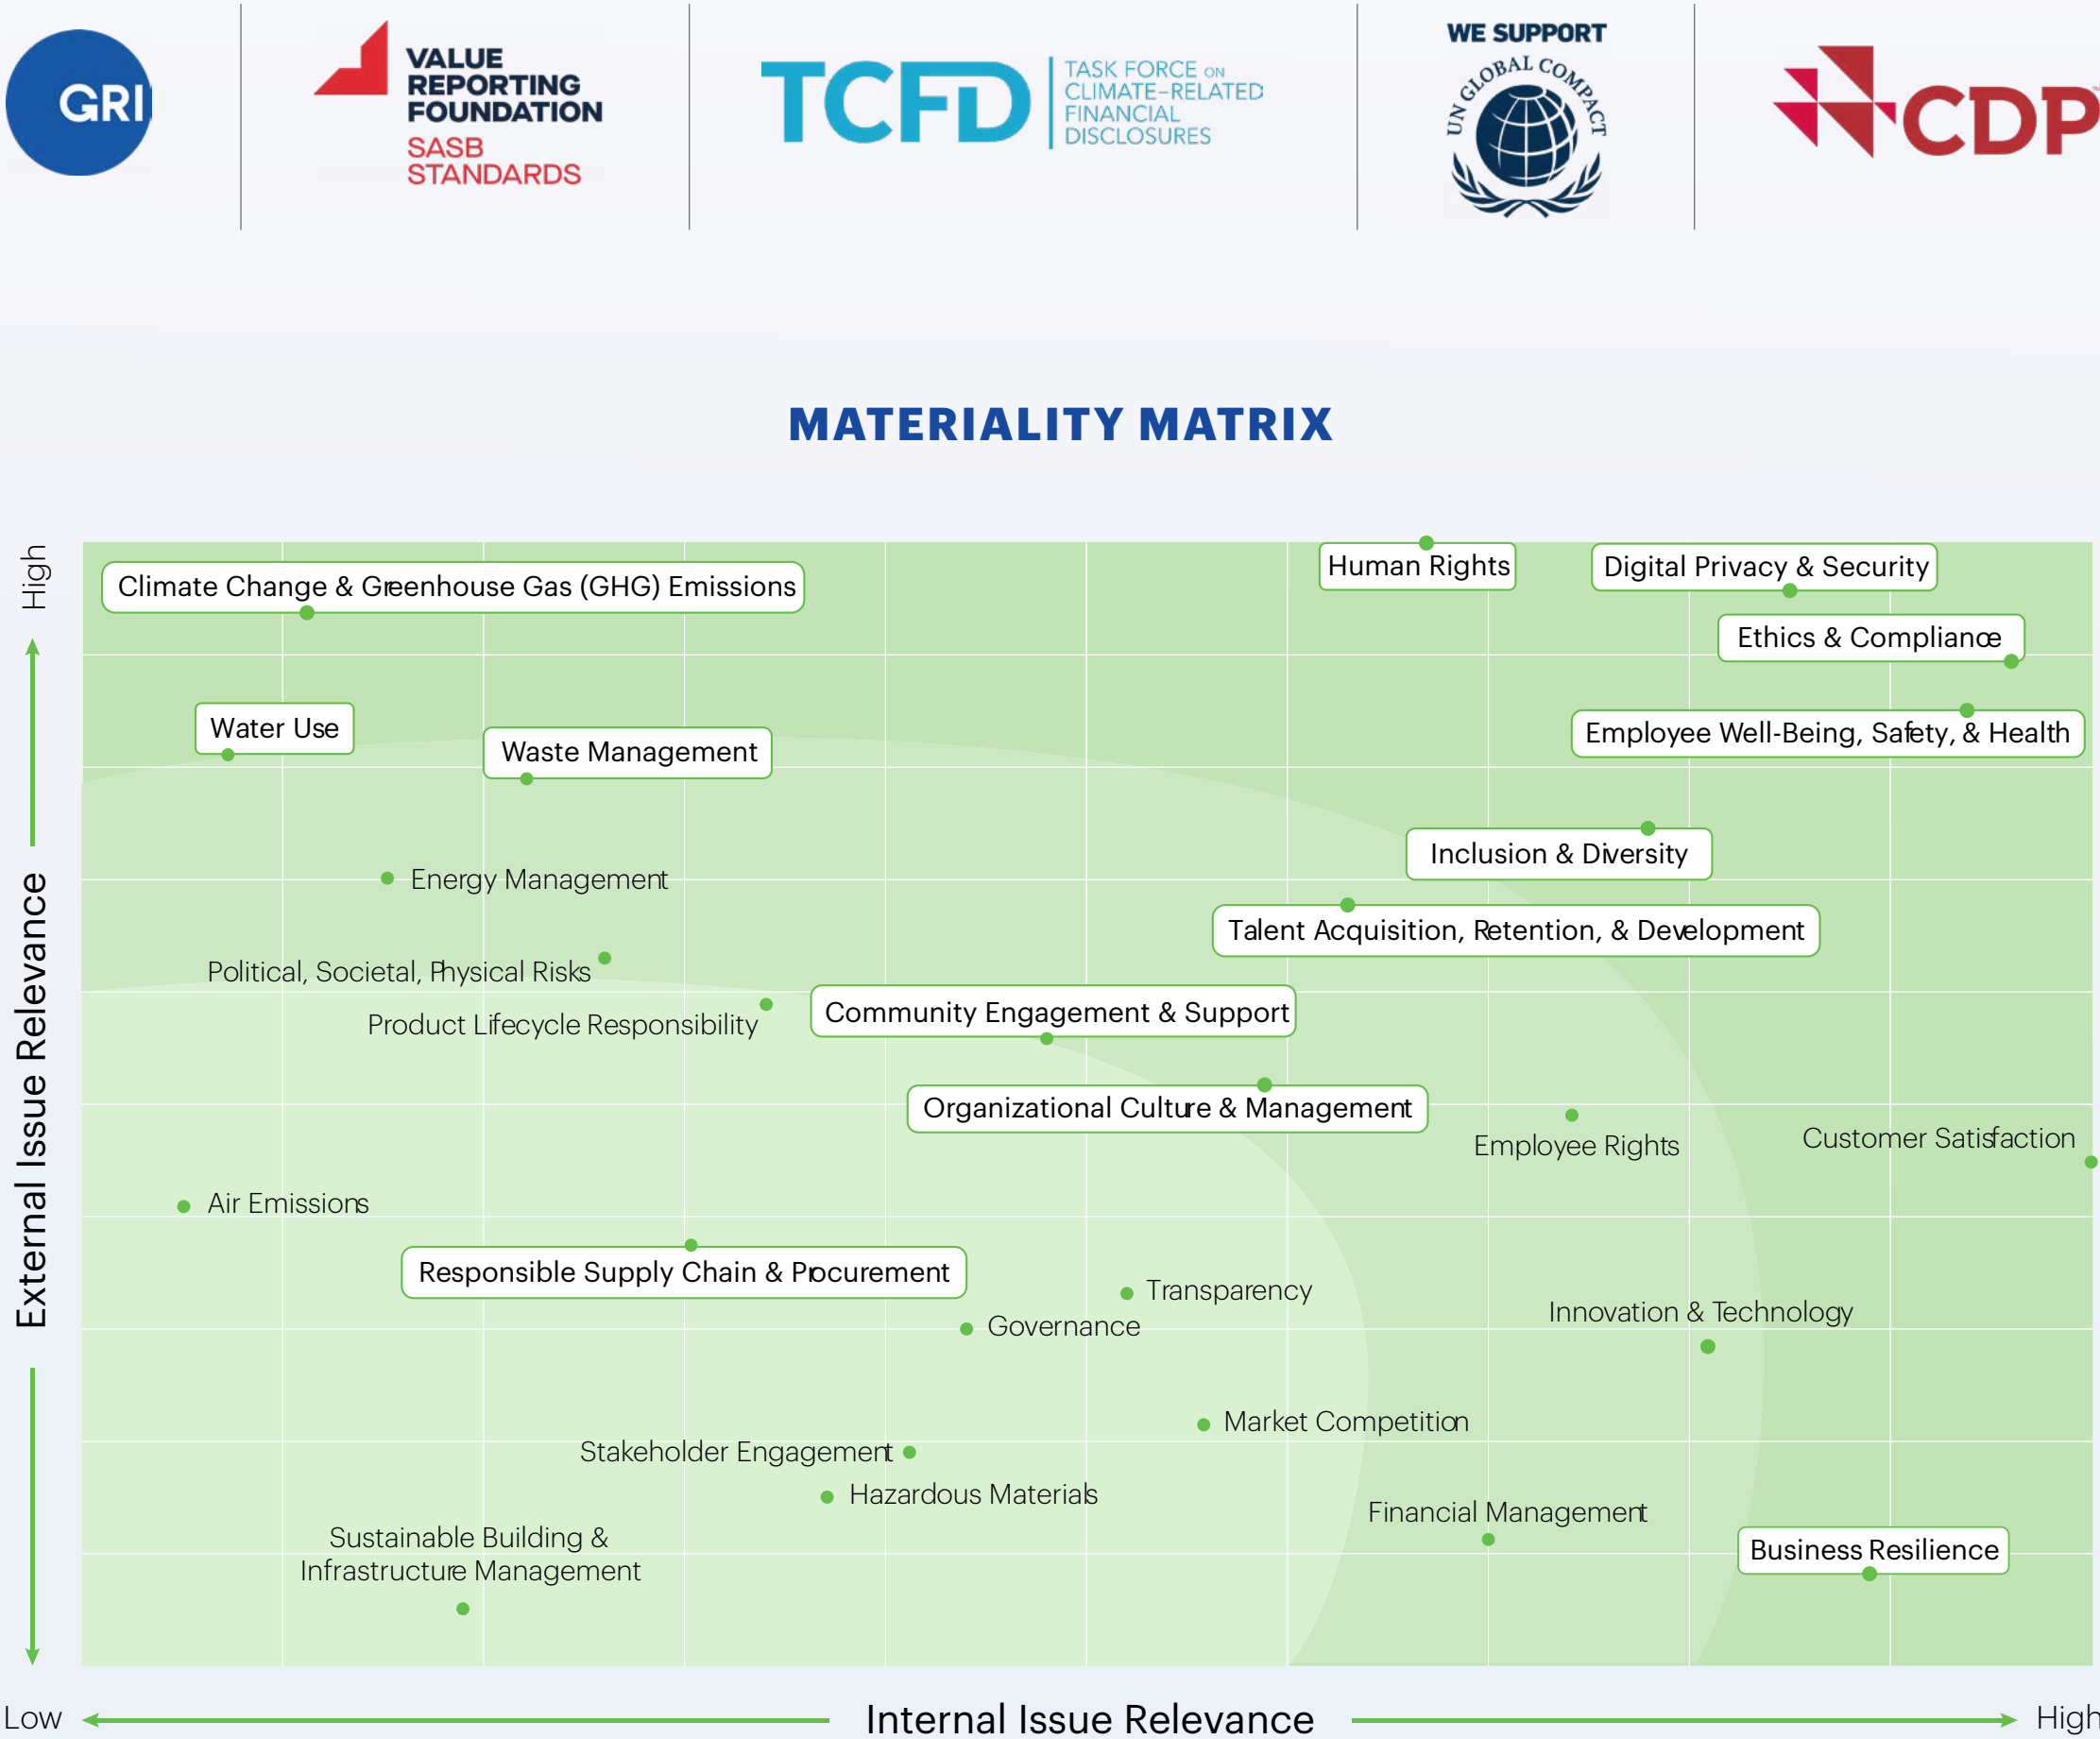 GRI
VALUE
REPORTING
FOUNDATION
SASB
STANDARDS
TCFD
TASK FORCE ON
CLIMATE-RELATED
FINANCIAL
DISCLOSURES
WE SUPPORT
UN GLOBAL COMPACT
CDP
MATERIALITY MATRIX
High
External Issue Relevance
Human Rights
Digital Privacy & Security
Climate Change & Greenhouse Gas (GHG) Emissions
Ethics & Compliance
Water Use
Employee Well-Being, Safety, & Health
Waste Management
Inclusion & Diversity
Energy Management
Talent Acquisition, Retention, & Development
Political, Societal, Physical Risks
Community Engagement & Support
Product Lifecycle Responsibility
Organizational Culture & Management
Employee Rights
Customer Satisfaction
Air Emissions
Responsible Supply Chain & Procurement
Transparency
Innovation & Technology
Governance
Market Competition
Stakeholder Engagement
Hazardous Materials
Financial Management
Sustainable Building &
Infrastructure Management
Business Resilience
Low
Internal Issue Relevance
High